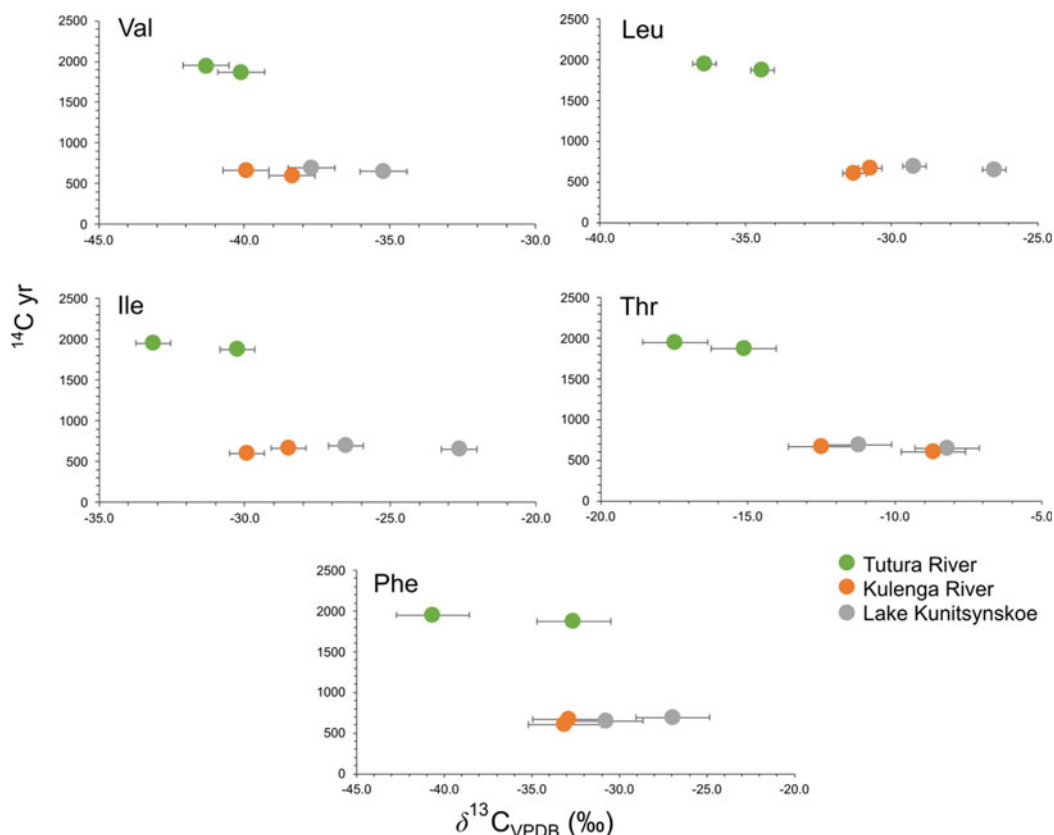 Val
2500
2000
1500
1000
500
0
-45.0 -40.0 -35.0 -30.0
Leu
2500
2000
1500
1000
500
0
-40.0 -35.0 -30.0 -25.0
¹⁴C yr
Ile
2500
2000
1500
1000
500
0
-35.0 -30.0 -25.0 -20.0
Thr
2500
2000
1500
1000
500
0
-20.0 -15.0 -10.0 -5.0
Phe
2500
2000
1500
1000
500
0
-45.0 -40.0 -35.0 -30.0 -25.0 -20.0
Tutura River
Kulenga River
Lake Kunitsynskoe
δ¹³C_VPDB (‰)